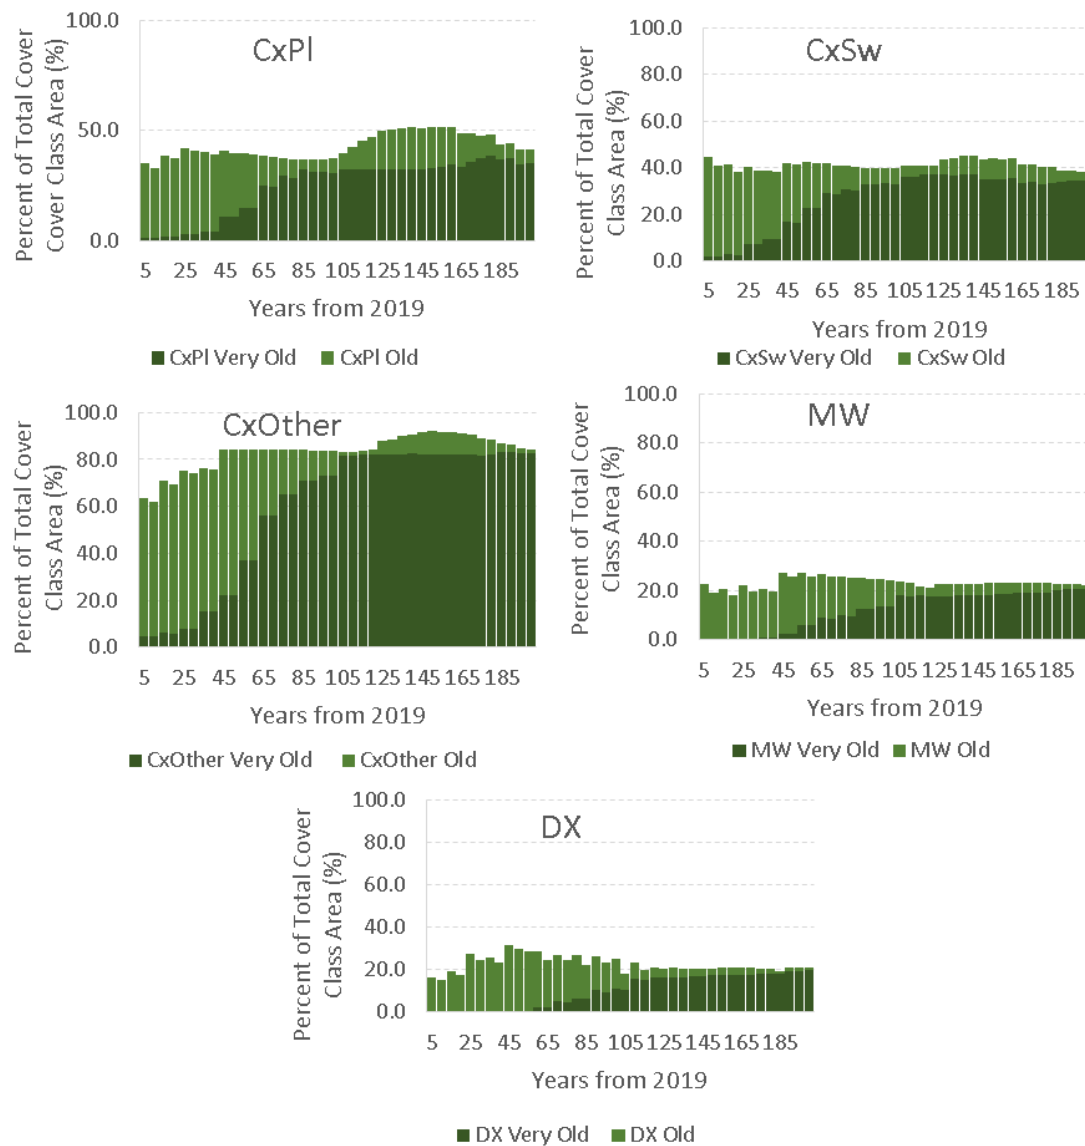 CxPl
Percent of Total Cover
Cover Class Area (%)
100.0
50.0
0.0
5 25 45 65 85 105 125 145 165 185
Years from 2019
CxPl Very Old CxPl Old
CxSw
Percent of Total Cover
Class Area (%)
100.0
80.0
60.0
40.0
20.0
0.0
5 25 45 65 85 105 125 145 165 185
Years from 2019
CxSw Very Old CxSw Old
CxOther
Percent of Total Cover
Class Area (%)
100.0
80.0
60.0
40.0
20.0
0.0
5 25 45 65 85 105 125 145 165 185
Years from 2019
CxOther Very Old CxOther Old
MW
Percent of Total Cover
Class Area (%)
100.0
80.0
60.0
40.0
20.0
0.0
5 25 45 65 85 105 125 145 165 185
Years from 2019
MW Very Old MW Old
DX
Percent of Total Cover
Class Area (%)
100.0
80.0
60.0
40.0
20.0
0.0
5 25 45 65 85 105 125 145 165 185
Years from 2019
DX Very Old DX Old